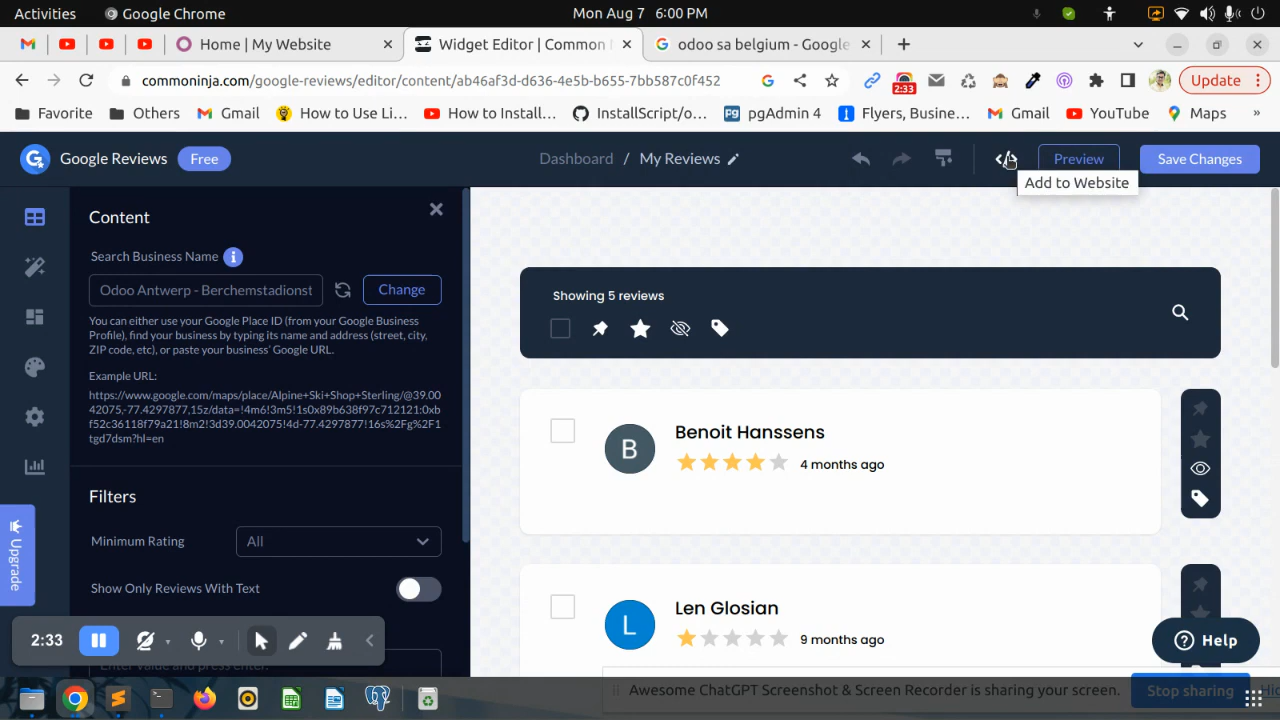 Activities
Google Chrome
Mon Aug 7 6:00 PM
Home | My Website
Widget Editor | Common
odoo sa belgium - Google
commoninja.com/google-reviews/editor/content/ab46af3d-d636-4e5b-b655-7bb587c0f452
2:33
Update
Favorite
Others
Gmail
How to Use Li...
How to Install...
InstallScript/o...
Pg
pgAdmin 4
Flyers, Busine...
Gmail
YouTube
Maps
»
Google Reviews
Free
Dashboard / My Reviews
Preview
Save Changes
Add to Website
Content
Search Business Name
Odoo Antwerp - Berchemstadionst
Change
You can either use your Google Place ID (from your Google Business
Profile), find your business by typing its name and address (street, city,
ZIP code, etc), or paste your business' Google URL.
Example URL:
https://www.google.com/maps/place/Alpine+Ski+Shop+Sterling/@39.00
42075,-77.4297877,15z/data=!4m6!3m5!1s0x89b638f97c712121:0xb
f52c36118f79a21!8m2!3d39.0042075!4d-77.4297877!16s%2Fg%2F1
tgd7dsm?hl=en
Filters
Minimum Rating
All
Show Only Reviews With Text
Upgrade
Showing 5 reviews
B
Benoit Hanssens
4 months ago
L
Len Glosian
9 months ago
Help
2:33
Enter value and press enter.
Awesome ChatGPT Screenshot & Screen Recorder is sharing your screen.
Stop sharing